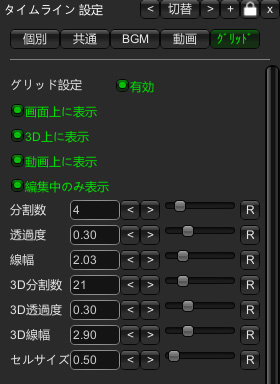 タイムライン 設定 < 切替 > + x
個別 共通 BGM 動画 ｸﾞﾘｯﾄﾞ
グリッド設定 有効
画面上に表示
3D上に表示
動画上に表示
編集中のみ表示
分割数 4 < > R
透過度 0.30 < > R
線幅 2.03 < > R
3D分割数 21 < > R
3D透過度 0.30 < > R
3D線幅 2.90 < > R
セルサイズ 0.50 < > R